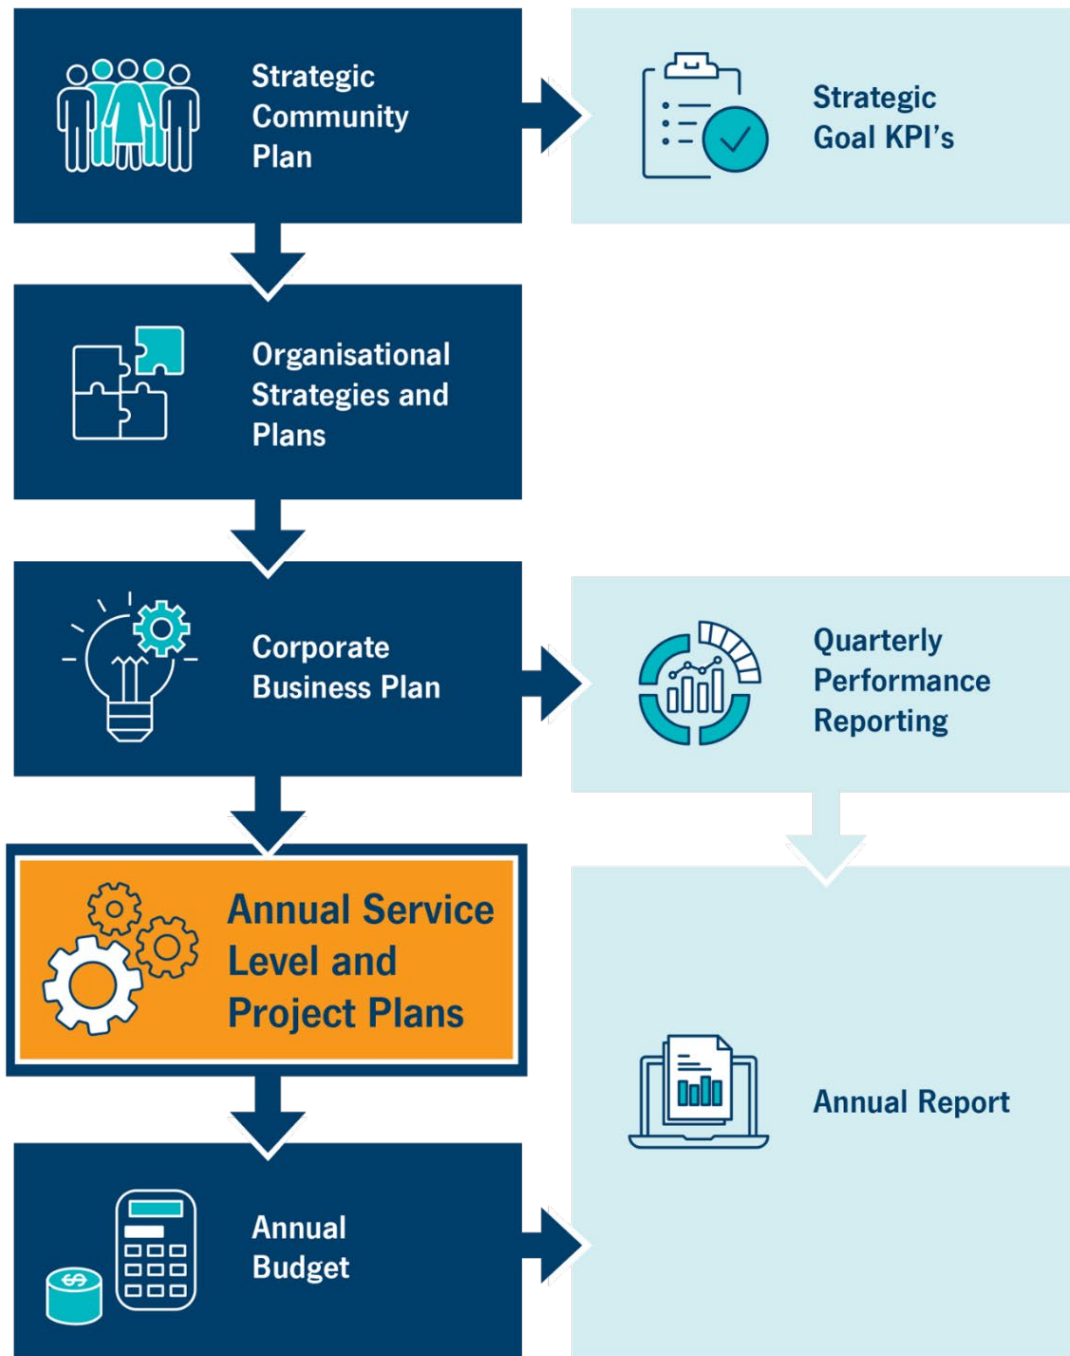 Strategic
Community
Plan
Strategic
Goal KPI's
Organisational
Strategies and
Plans
Corporate
Business Plan
Quarterly
Performance
Reporting
Annual Service
Level and
Project Plans
Annual Report
Annual
Budget
$